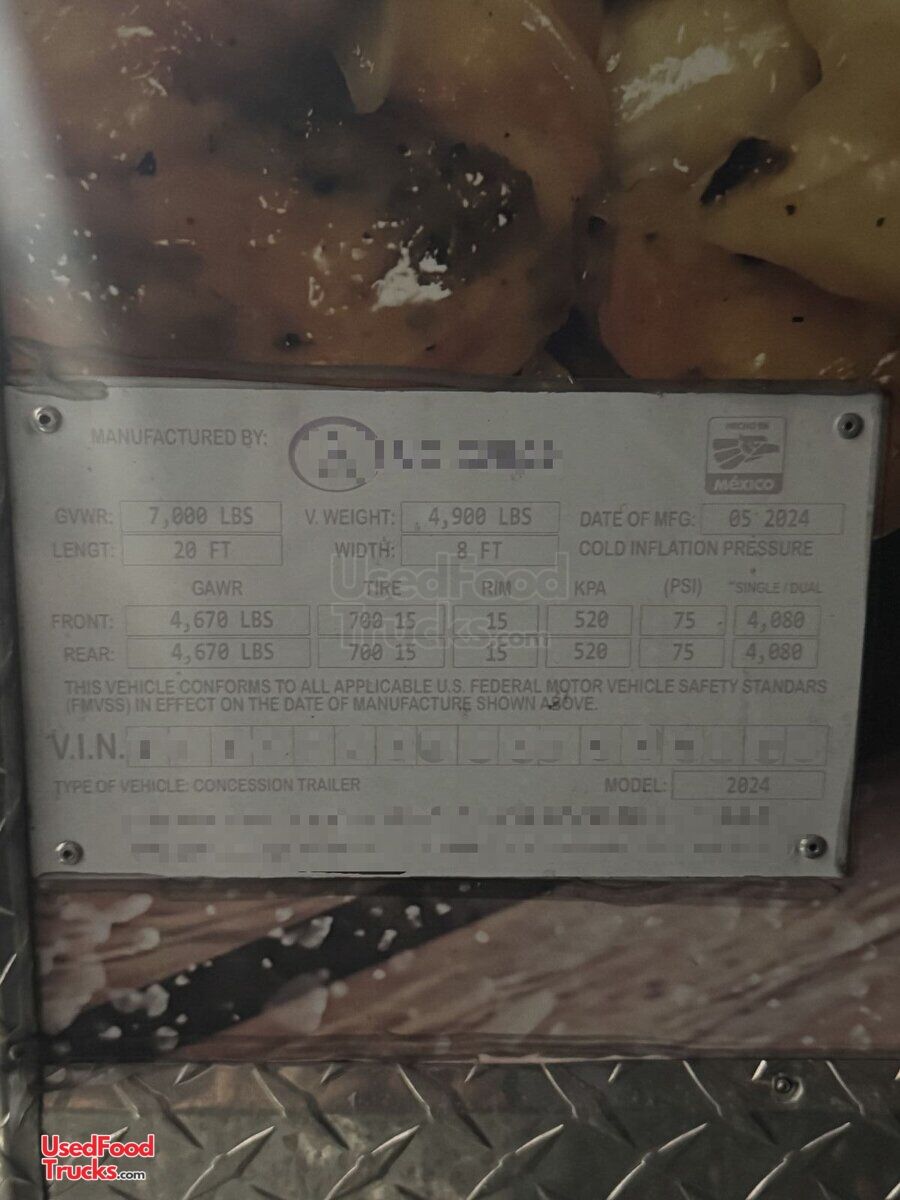 MANUFACTURED BY:
HECHO EN
MéXICO
GVWR: 7,000 LBS V. WEIGHT: 4,900 LBS DATE OF MFG: 05 2024
LENGT: 20 FT WIDTH: 8 FT COLD INFLATION PRESSURE
GAWR TIRE RIM KPA (PSI) "SINGLE / DUAL
FRONT: 4,670 LBS 700 15 15 520 75 4,080
REAR: 4,670 LBS 700 15 15 520 75 4,080
THIS VEHICLE CONFORMS TO ALL APPLICABLE U.S. FEDERAL MOTOR VEHICLE SAFETY STANDARS
(FMVSS) IN EFFECT ON THE DATE OF MANUFACTURE SHOWN ABOVE.
V.I.N.
TYPE OF VEHICLE: CONCESSION TRAILER MODEL: 2024
UsedFood
Trucks.com
UsedFood
Trucks.com